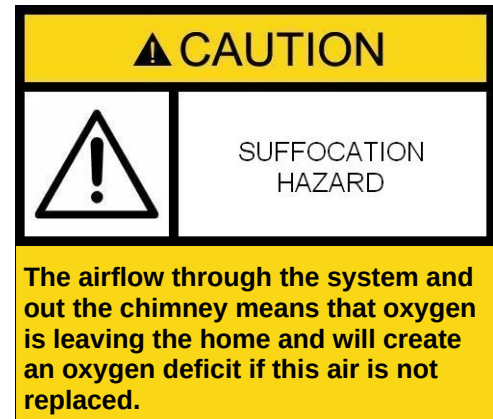 CAUTION
SUFFOCATION
HAZARD
The airflow through the system and
out the chimney means that oxygen
is leaving the home and will create
an oxygen deficit if this air is not
replaced.